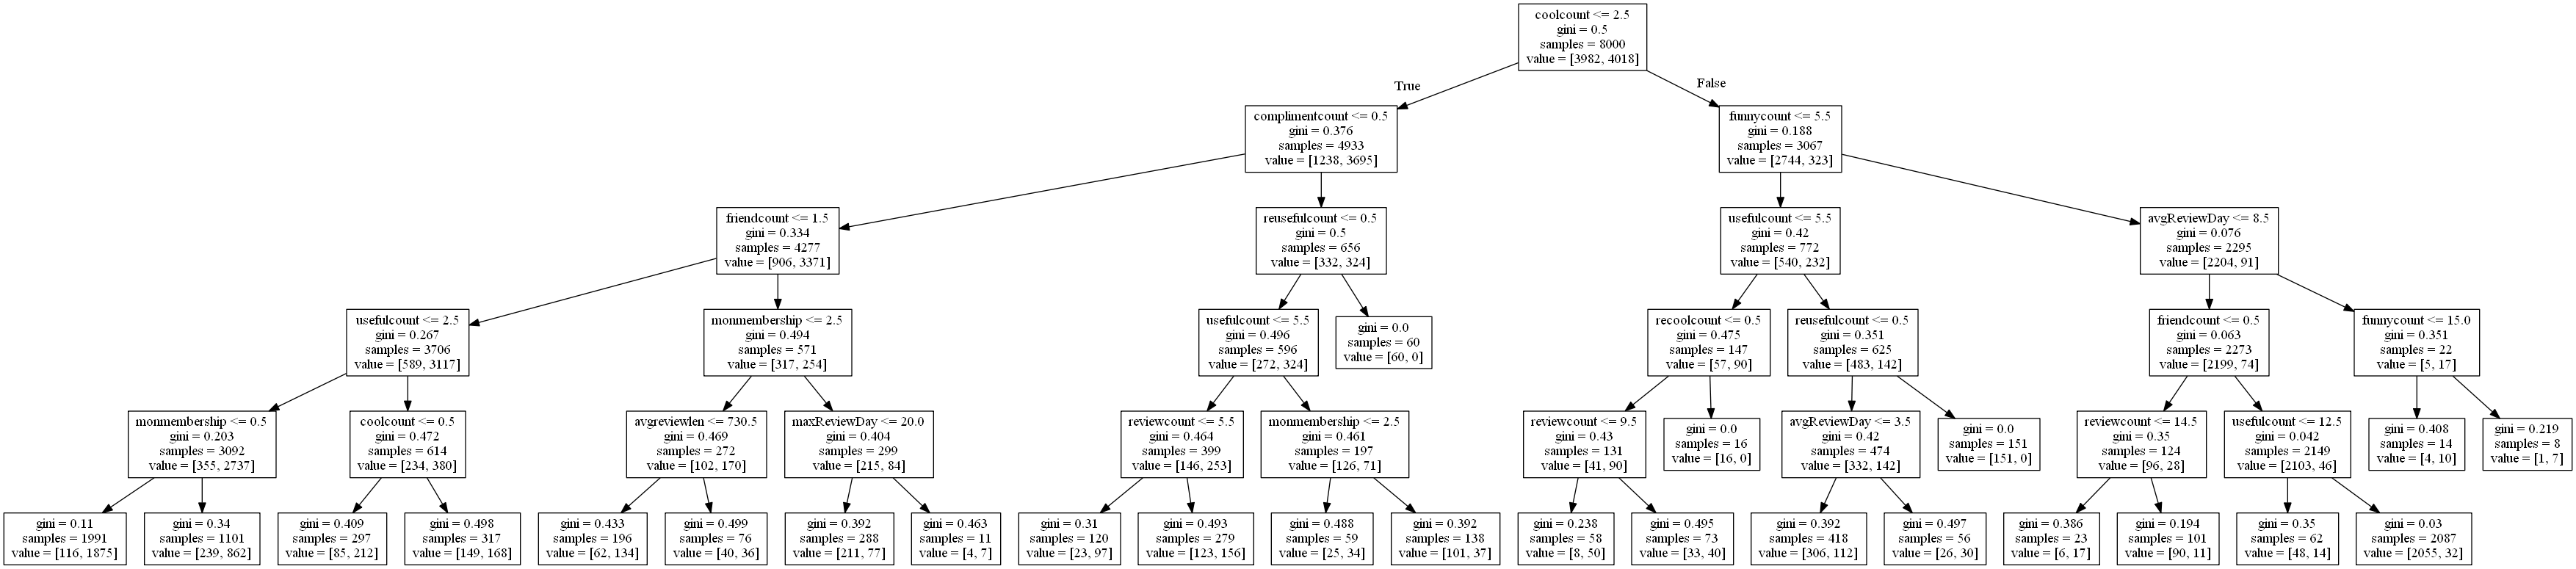 coolcount <= 2.5
gini = 0.5
samples = 8000
value = [3982, 4018]
True
False
complimentcount <= 0.5
gini = 0.376
samples = 4933
value = [1238, 3695]
funnycount <= 5.5
gini = 0.188
samples = 3067
value = [2744, 323]
friendcount <= 1.5
gini = 0.334
samples = 4277
value = [906, 3371]
reusefulcount <= 0.5
gini = 0.5
samples = 656
value = [332, 324]
usefulcount <= 5.5
gini = 0.42
samples = 772
value = [540, 232]
avgReviewDay <= 8.5
gini = 0.076
samples = 2295
value = [2204, 91]
usefulcount <= 2.5
gini = 0.267
samples = 3706
value = [589, 3117]
monmembership <= 2.5
gini = 0.494
samples = 571
value = [317, 254]
usefulcount <= 5.5
gini = 0.496
samples = 596
value = [272, 324]
gini = 0.0
samples = 60
value = [60, 0]
recoolcount <= 0.5
gini = 0.475
samples = 147
value = [57, 90]
reusefulcount <= 0.5
gini = 0.351
samples = 625
value = [483, 142]
friendcount <= 0.5
gini = 0.063
samples = 2273
value = [2199, 74]
funnycount <= 15.0
gini = 0.351
samples = 22
value = [5, 17]
monmembership <= 0.5
gini = 0.203
samples = 3092
value = [355, 2737]
coolcount <= 0.5
gini = 0.472
samples = 614
value = [234, 380]
avgreviewlen <= 730.5
gini = 0.469
samples = 272
value = [102, 170]
maxReviewDay <= 20.0
gini = 0.404
samples = 299
value = [215, 84]
reviewcount <= 5.5
gini = 0.464
samples = 399
value = [146, 253]
monmembership <= 2.5
gini = 0.461
samples = 197
value = [126, 71]
reviewcount <= 9.5
gini = 0.43
samples = 131
value = [41, 90]
gini = 0.0
samples = 16
value = [16, 0]
avgReviewDay <= 3.5
gini = 0.42
samples = 474
value = [332, 142]
gini = 0.0
samples = 151
value = [151, 0]
reviewcount <= 14.5
gini = 0.35
samples = 124
value = [96, 28]
usefulcount <= 12.5
gini = 0.042
samples = 2149
value = [2103, 46]
gini = 0.408
samples = 14
value = [4, 10]
gini = 0.219
samples = 8
value = [1, 7]
gini = 0.11
samples = 1991
value = [116, 1875]
gini = 0.34
samples = 1101
value = [239, 862]
gini = 0.409
samples = 297
value = [85, 212]
gini = 0.498
samples = 317
value = [149, 168]
gini = 0.433
samples = 196
value = [62, 134]
gini = 0.499
samples = 76
value = [40, 36]
gini = 0.392
samples = 288
value = [211, 77]
gini = 0.463
samples = 11
value = [4, 7]
gini = 0.31
samples = 120
value = [23, 97]
gini = 0.493
samples = 279
value = [123, 156]
gini = 0.488
samples = 59
value = [25, 34]
gini = 0.392
samples = 138
value = [101, 37]
gini = 0.238
samples = 58
value = [8, 50]
gini = 0.495
samples = 73
value = [33, 40]
gini = 0.392
samples = 418
value = [306, 112]
gini = 0.497
samples = 56
value = [26, 30]
gini = 0.386
samples = 23
value = [6, 17]
gini = 0.194
samples = 101
value = [90, 11]
gini = 0.35
samples = 62
value = [48, 14]
gini = 0.03
samples = 2087
value = [2055, 32]